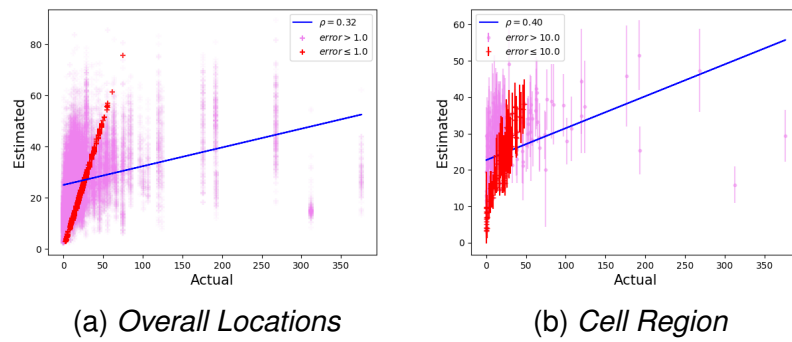 ρ = 0.32
error > 1.0
error ≤ 1.0
Estimated
80
60
40
20
0
0 50 100 150 200 250 300 350
Actual
(a) Overall Locations
ρ = 0.40
error > 10.0
error ≤ 10.0
Estimated
60
50
40
30
20
10
0
0 50 100 150 200 250 300 350
Actual
(b) Cell Region